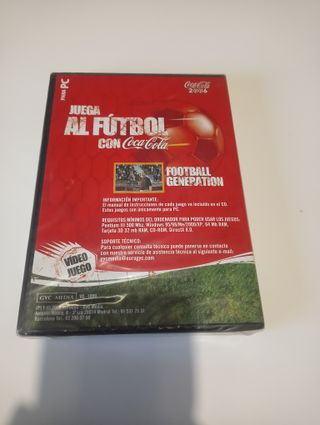 PARA PC
Coca-Cola
2006
JUEGA
AL FÚTBOL
CON Coca-Cola
FOOTBALL
GENERATION
INFORMACIÓN IMPORTANTE:
El manual de instrucciones de cada juego va incluido en el CD.
Estos juegos son únicamente para PC.
REQUISITOS MÍNIMOS DEL ORDENADOR PARA PODER USAR LOS JUEGOS:
Pentium III 500 Mhz, Windows 95/98/Me/2000/XP, 64 Mb RAM,
Tarjeta 3D 32 mb RAM, CD-ROM, DirectX 8.0.
SOPORTE TÉCNICO:
Para cualquier consulta técnica puede ponerse en contacto
con nuestro servicio de asistencia técnica al siguiente e-mail:
VÍDEO
JUEGO
GYC MEDIA